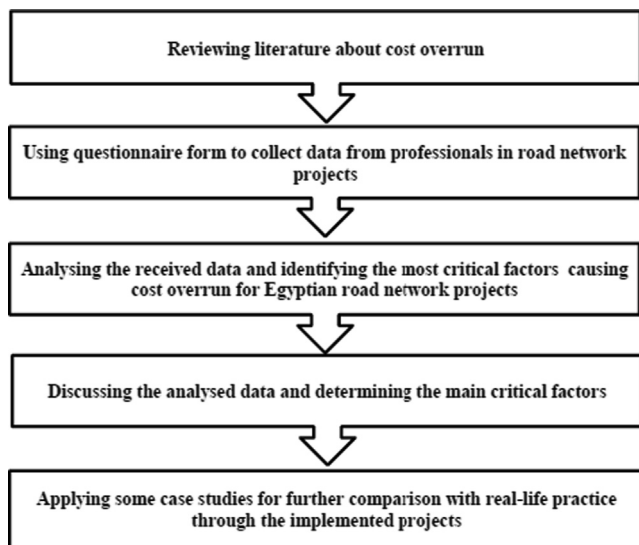 Reviewing literature about cost overrun
Using questionnaire form to collect data from professionals in road network
projects
Analysing the received data and identifying the most critical factors causing
cost overrun for Egyptian road network projects
Discussing the analysed data and determining the main critical factors
Applying some case studies for further comparison with real-life practice
through the implemented projects